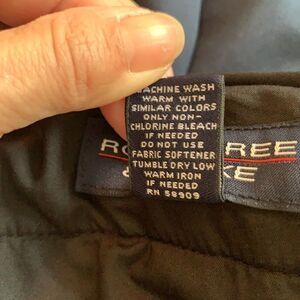 MACHINE WASH
WARM WITH
SIMILAR COLORS
ONLY NON-
CHLORINE BLEACH
IF NEEDED
DO NOT USE
FABRIC SOFTENER
TUMBLE DRY LOW
WARM IRON
IF NEEDED
RN 58909